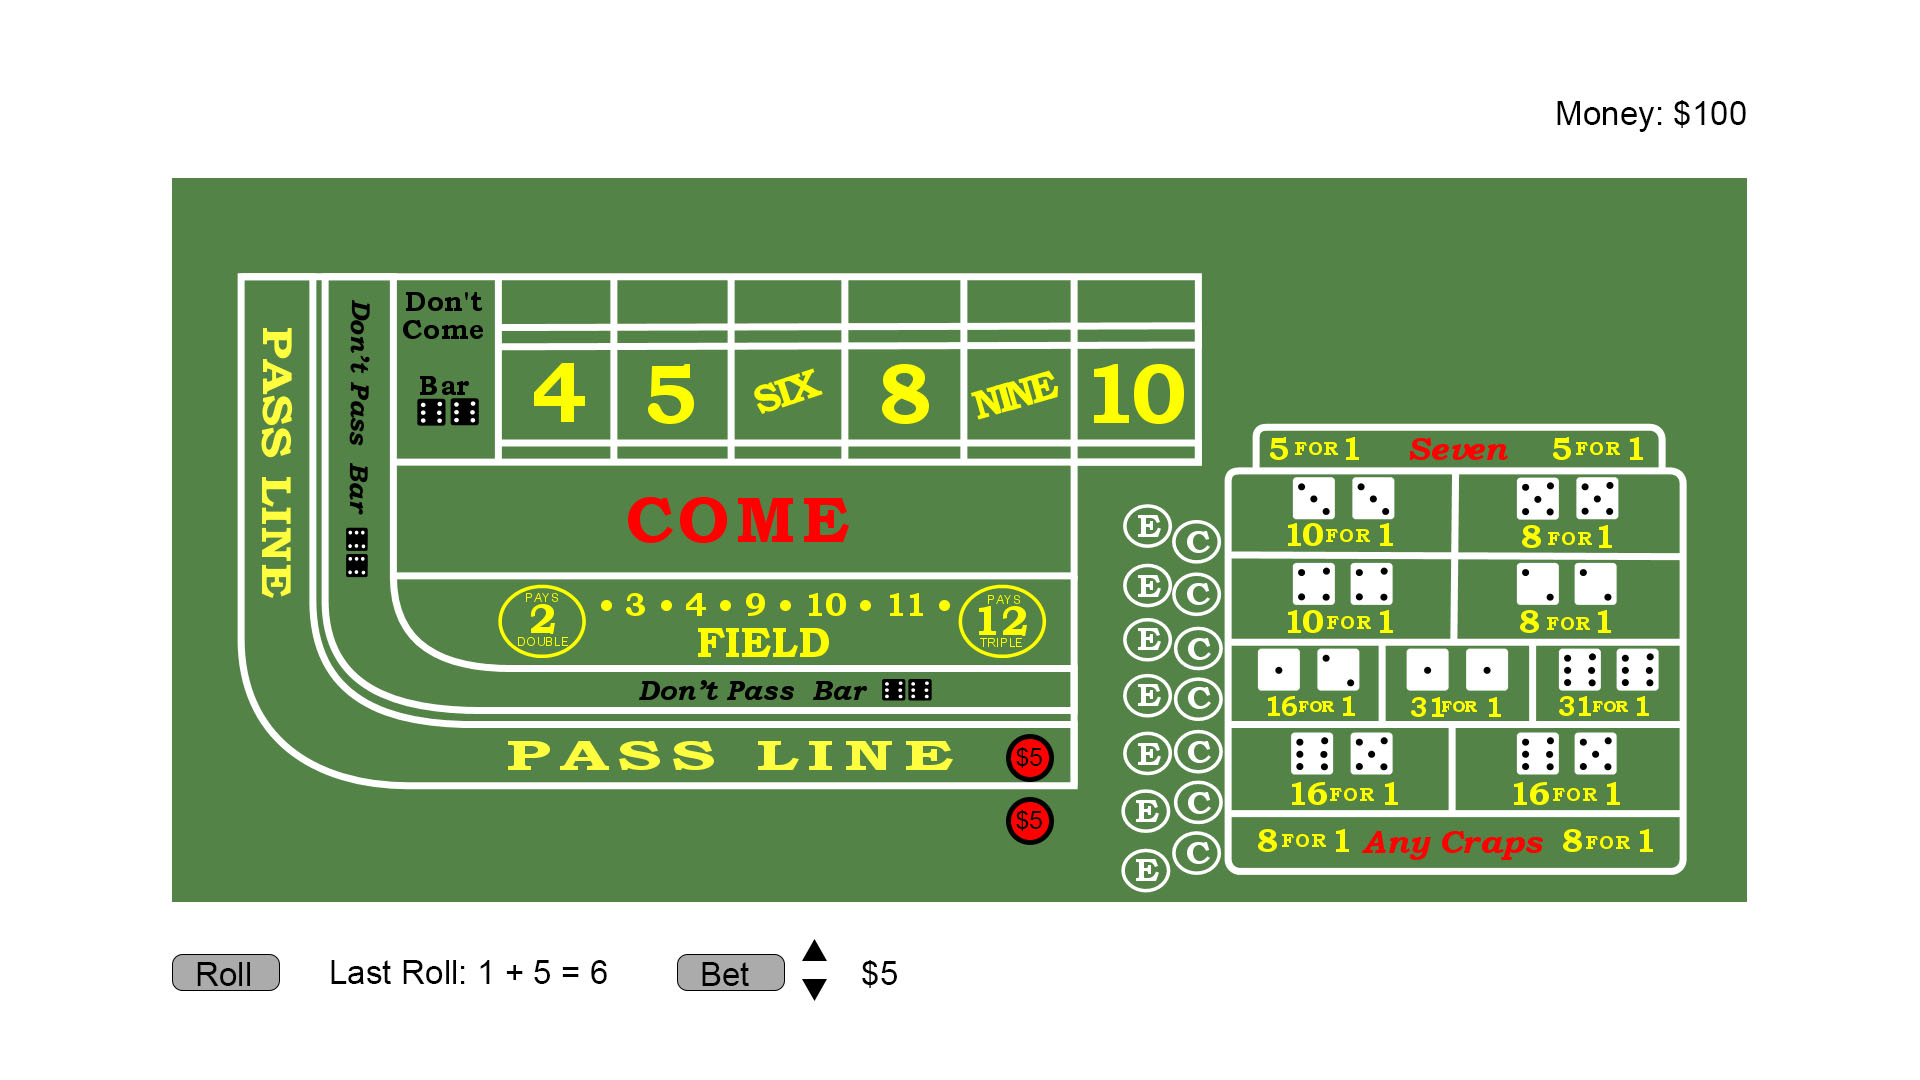 Money: $100
PASS LINE
Don't Pass Bar
Don't
Come
Bar
4 5 SIX 8 NINE 10
COME
PAYS
2
DOUBLE
• 3 • 4 • 9 • 10 • 11 •
FIELD
PAYS
12
TRIPLE
Don't Pass Bar
PASS LINE
$5
$5
E C
E C
E C
E C
E C
E C
E C
5 FOR 1 Seven 5 FOR 1
10 FOR 1 8 FOR 1
10 FOR 1 8 FOR 1
16 FOR 1 31 FOR 1 31 FOR 1
16 FOR 1 16 FOR 1
8 FOR 1 Any Craps 8 FOR 1
Roll Last Roll: 1 + 5 = 6 Bet $5